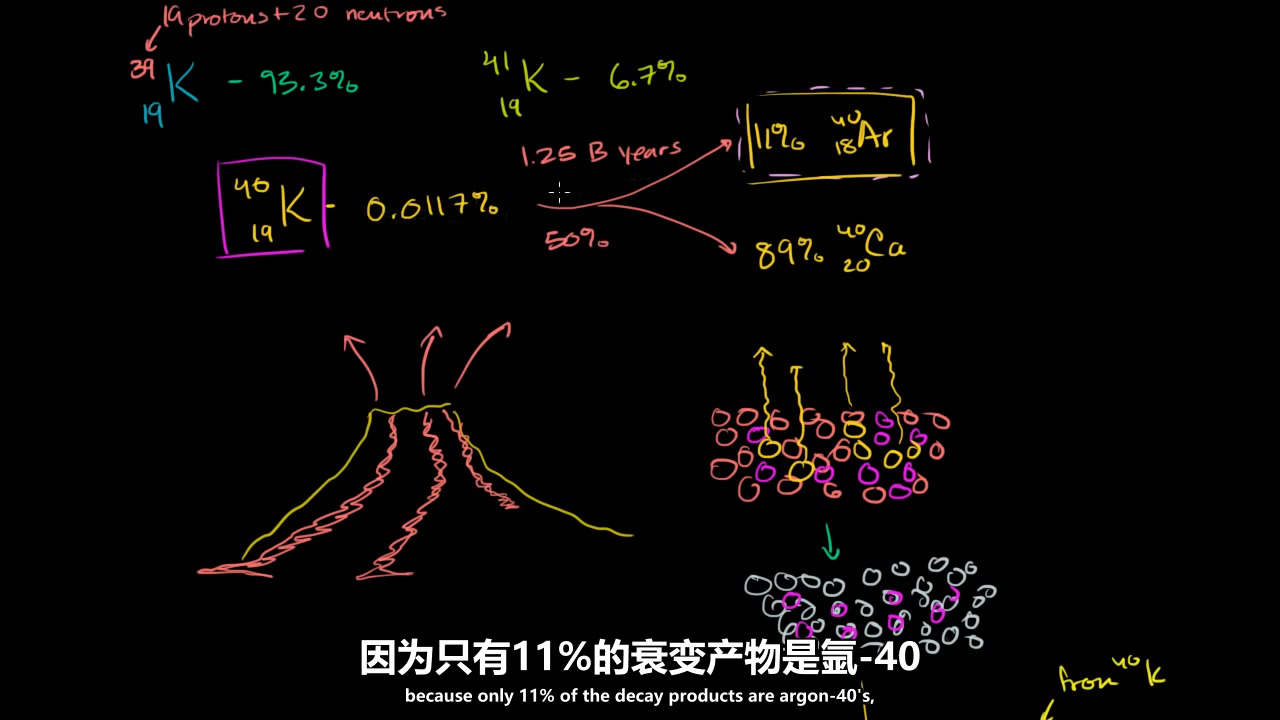 19 protons + 20 neutrons
39 19 K - 93.3%
41 19 K - 6.7%
1.25 B years
11% 40 18 Ar
40 19 K - 0.0117%
50%
89% 40 20 Ca
因为只有11%的衰变产物是氩-40
from 40 K
because only 11% of the decay products are argon-40's,